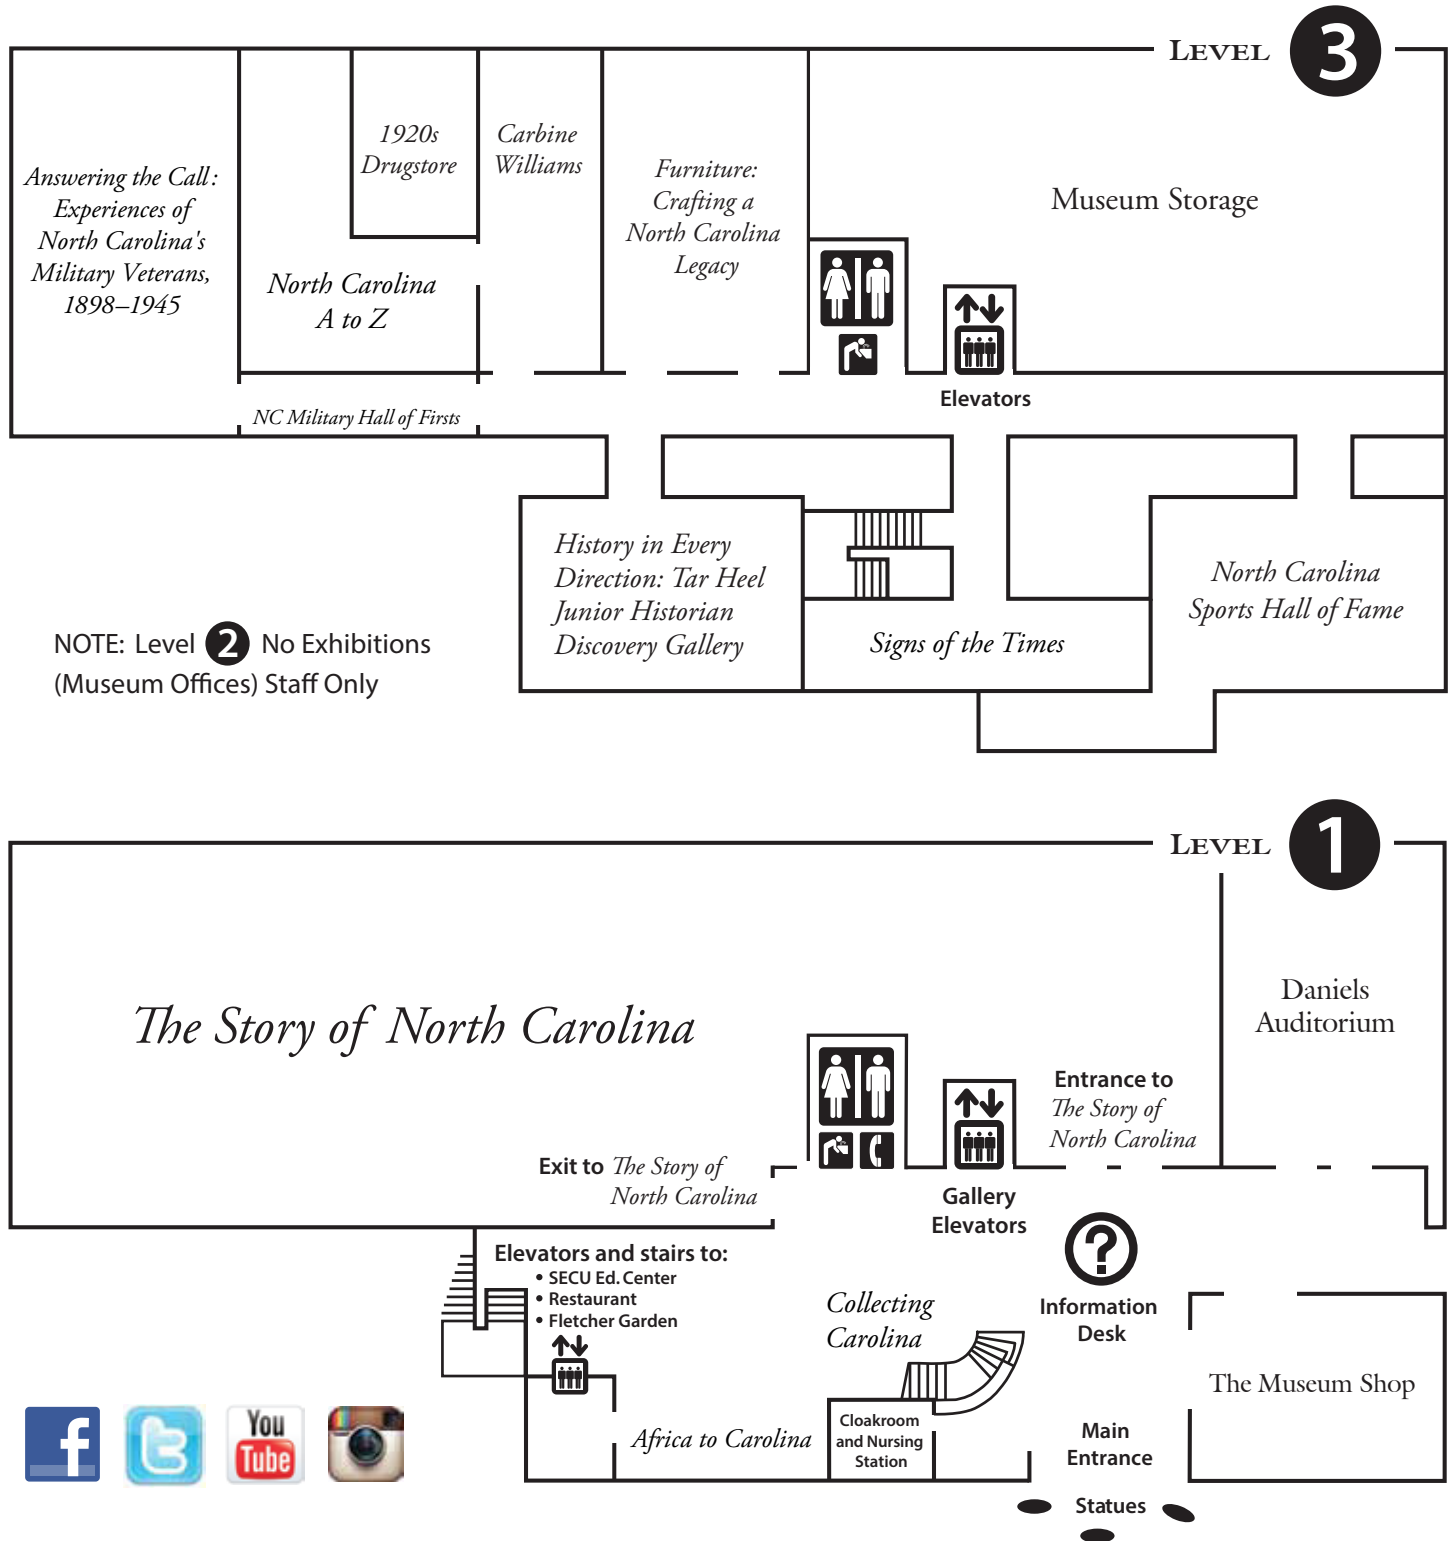 LEVEL 3
Answering the Call:
Experiences of
North Carolina's
Military Veterans,
1898–1945
1920s
Drugstore
North Carolina
A to Z
Carbine
Williams
Furniture:
Crafting a
North Carolina
Legacy
Museum Storage
Elevators
NC Military Hall of Firsts
History in Every
Direction: Tar Heel
Junior Historian
Discovery Gallery
Signs of the Times
North Carolina
Sports Hall of Fame
NOTE: Level 2 No Exhibitions
(Museum Offices) Staff Only
LEVEL 1
The Story of North Carolina
Daniels
Auditorium
Entrance to
The Story of
North Carolina
Exit to The Story of
North Carolina
Gallery
Elevators
Elevators and stairs to:
• SECU Ed. Center
• Restaurant
• Fletcher Garden
?
Information
Desk
Collecting
Carolina
The Museum Shop
Africa to Carolina
Cloakroom
and Nursing
Station
Main
Entrance
Statues
f
t
You
Tube